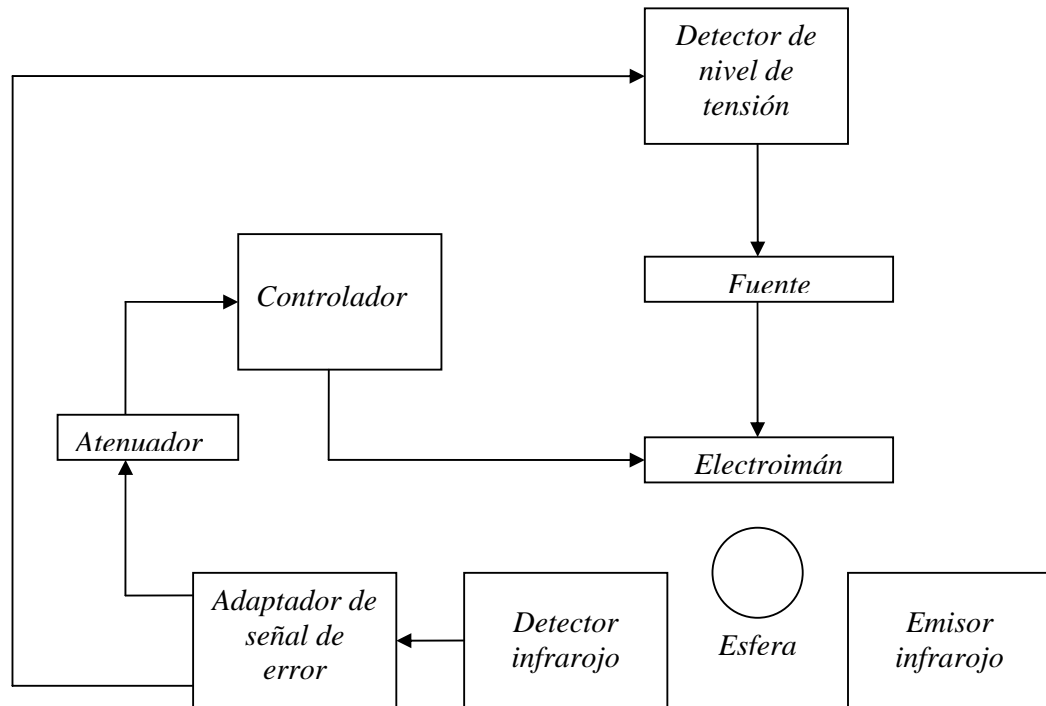 Detector de
nivel de
tensión
Controlador
Fuente
Atenuador
Electroimán
Adaptador de
señal de
error
Detector
infrarojo
Esfera
Emisor
infrarojo